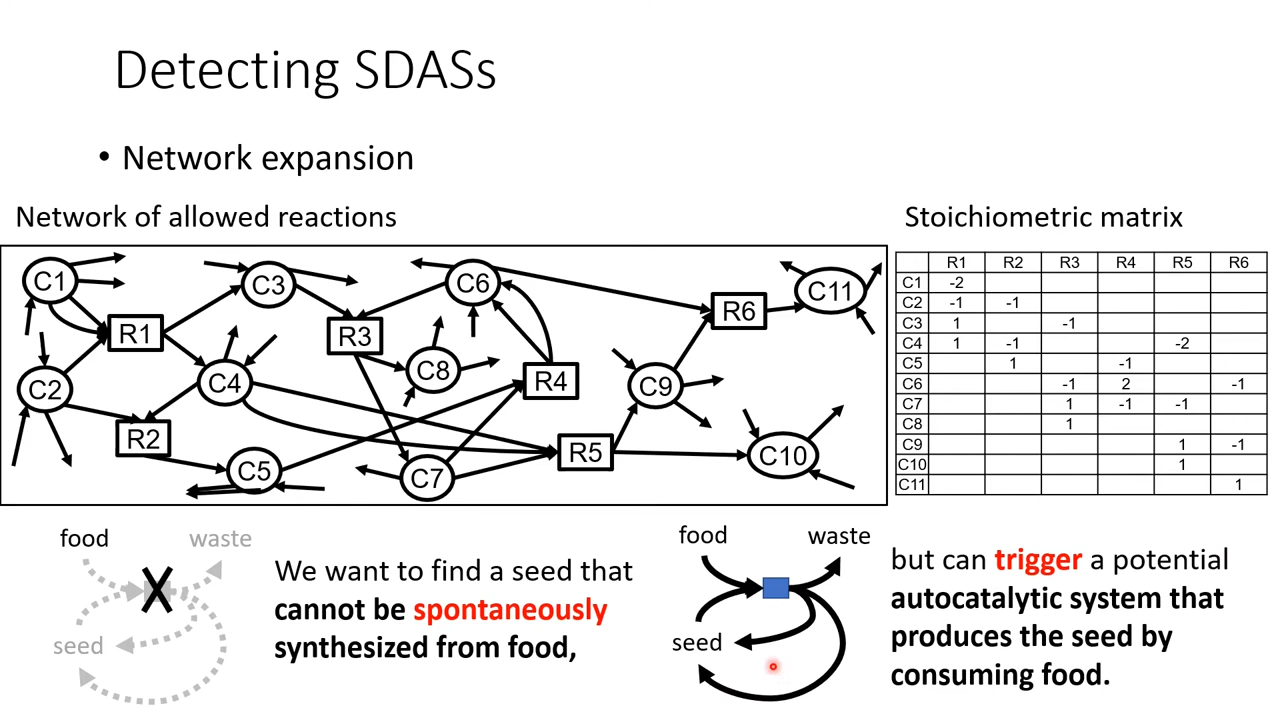 Detecting SDASs
• Network expansion
Network of allowed reactions
Stoichiometric matrix
C1
C2
C3
C4
C5
C6
C7
C8
C9
C10
C11
R1
R2
R3
R4
R5
R6
R1 R2 R3 R4 R5 R6
C1 -2
C2 -1 -1
C3 1 -1
C4 1 -1 -2
C5 1 -1
C6 -1 2 -1
C7 1 -1 -1
C8 1
C9 1 -1
C10 1
C11 1
food
waste
seed
We want to find a seed that
cannot be spontaneously
synthesized from food,
food
waste
seed
but can trigger a potential
autocatalytic system that
produces the seed by
consuming food.